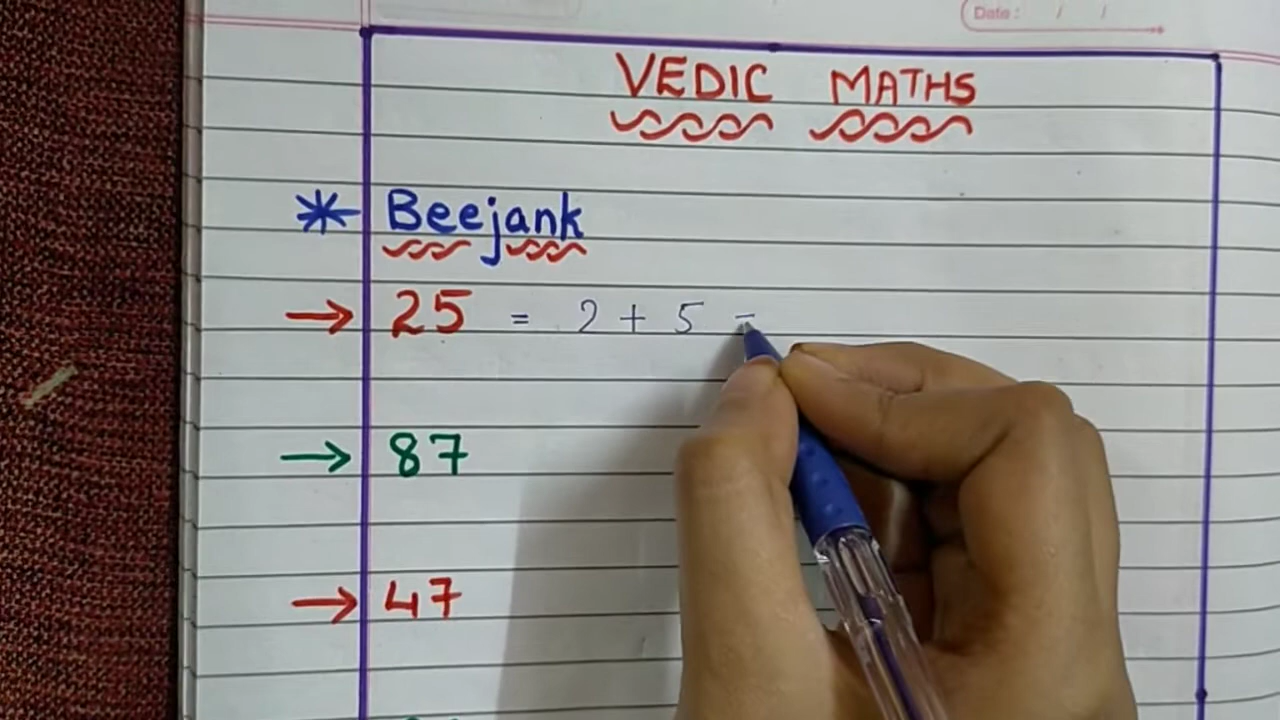 Date : / /
VEDIC MATHS
* Beejank
→ 25 = 2 + 5 =
→ 87
→ 47